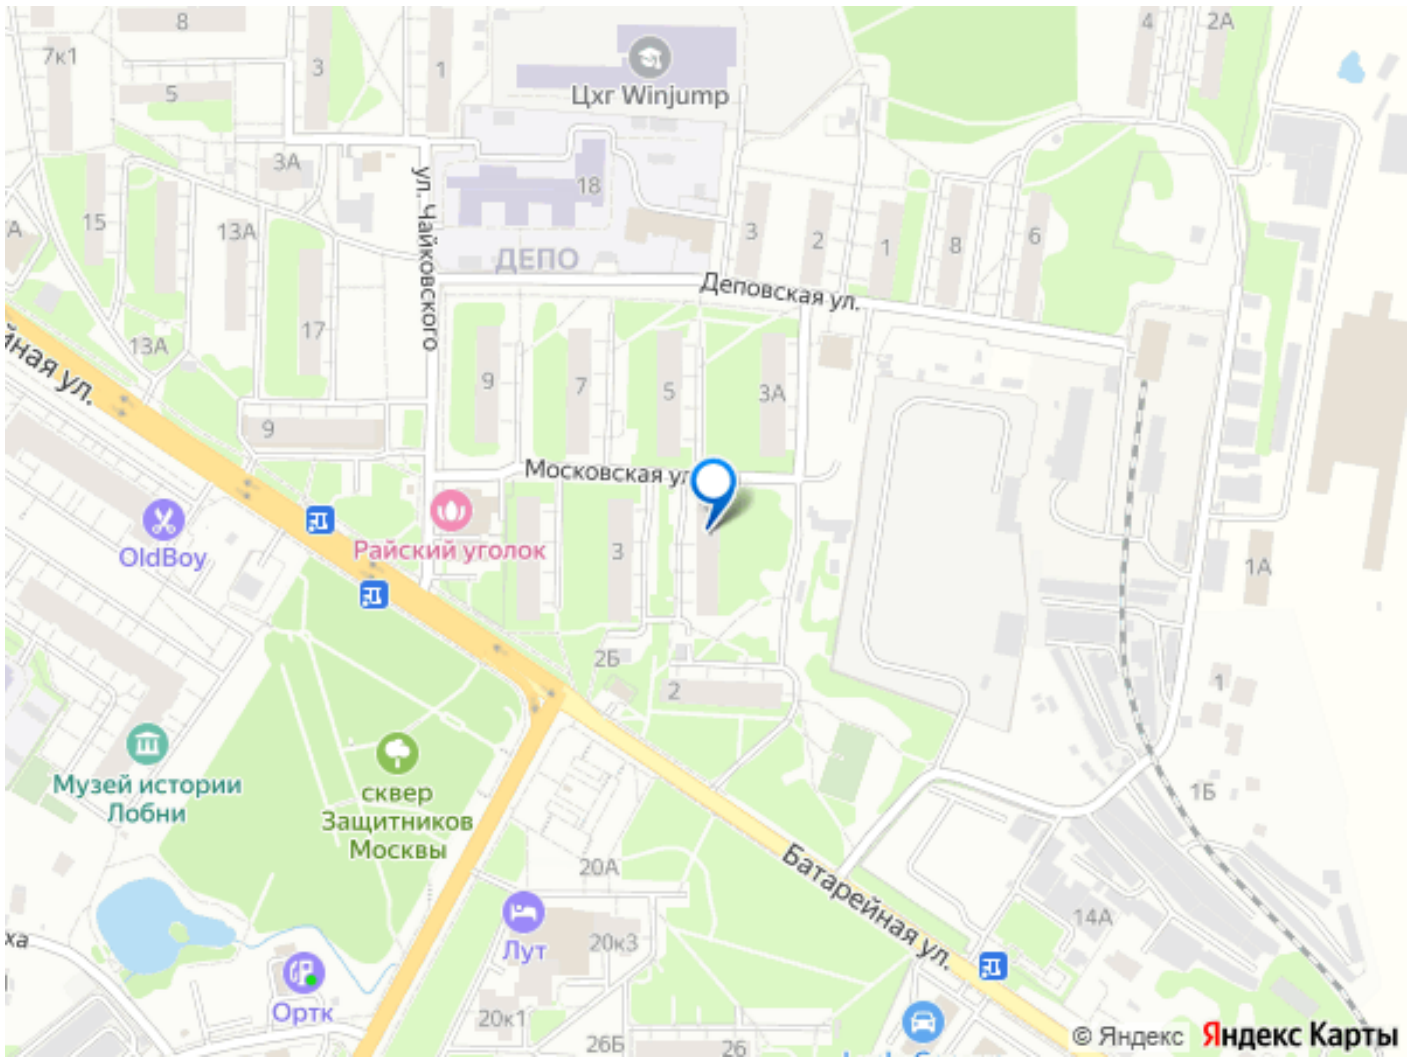 8
7к1
3
1
5
Цхг Winjump
4
2А
3А
18
15
13А
ул. Чайковского
ДЕПО
3
2
1
8
6
Деповская ул.
17
13А
9
7
5
3А
9
Московская ул
OldBoy
Райский уголок
3
1А
2Б
2
1
Музей истории
Лобни
сквер
Защитников
Москвы
1Б
20А
Батарейная ул.
14А
Лут
20к3
ха
Ортк
20к1
26Б
26
© Яндекс
Яндекс Карты